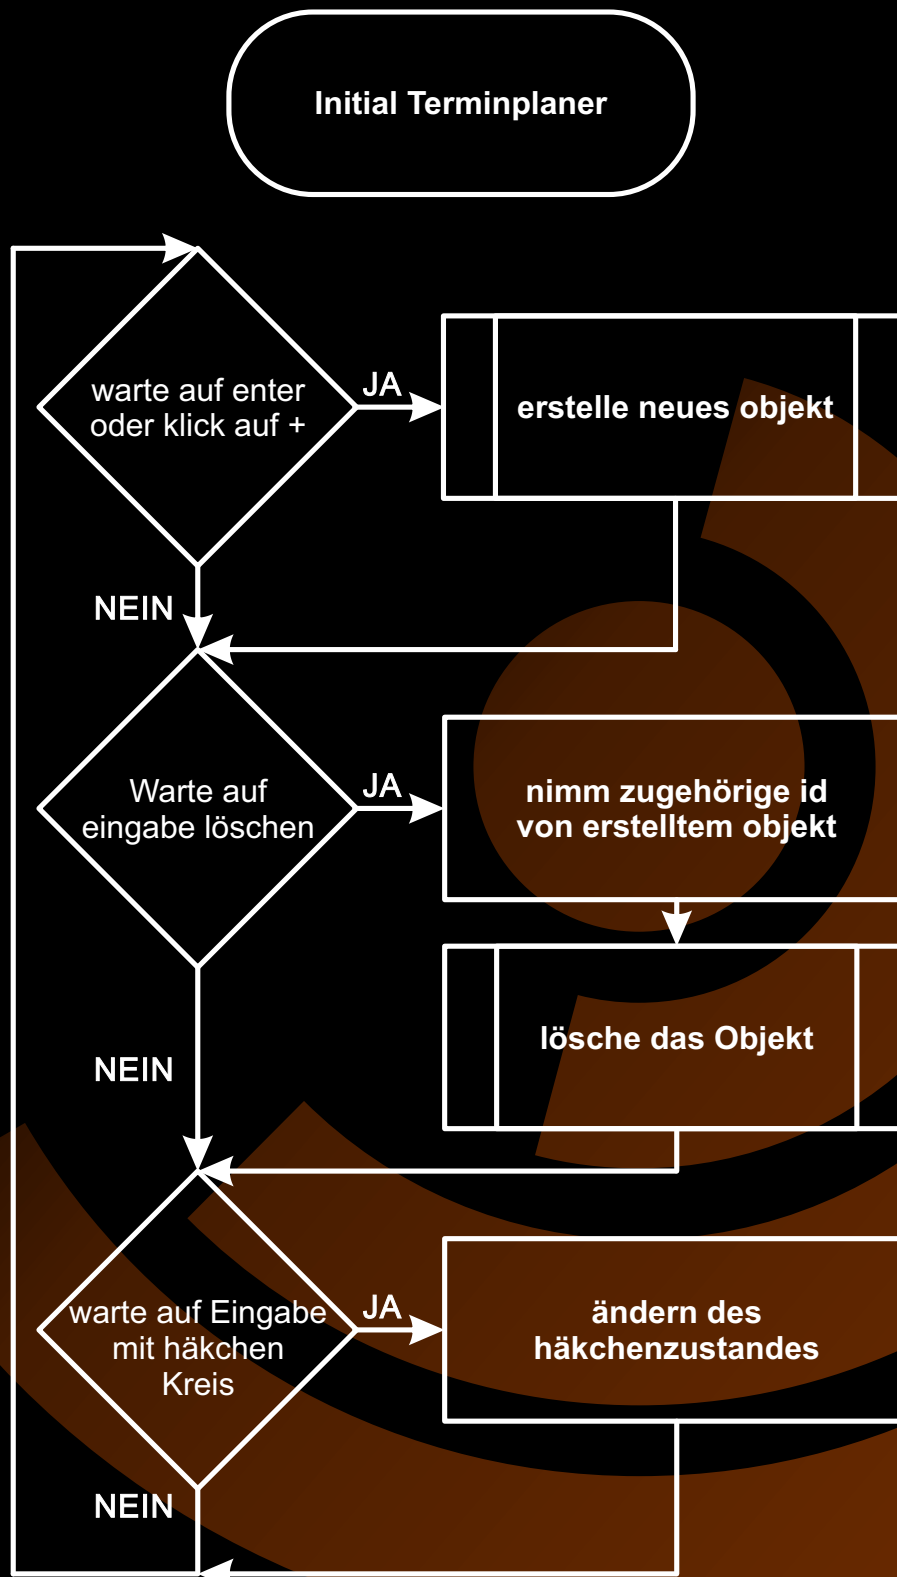 Initial Terminplaner
warte auf enter
oder klick auf +
JA
erstelle neues objekt
NEIN
Warte auf
eingabe löschen
JA
nimm zugehörige id
von erstelltem objekt
lösche das Objekt
NEIN
warte auf Eingabe
mit häkchen
Kreis
JA
ändern des
häkchenzustandes
NEIN